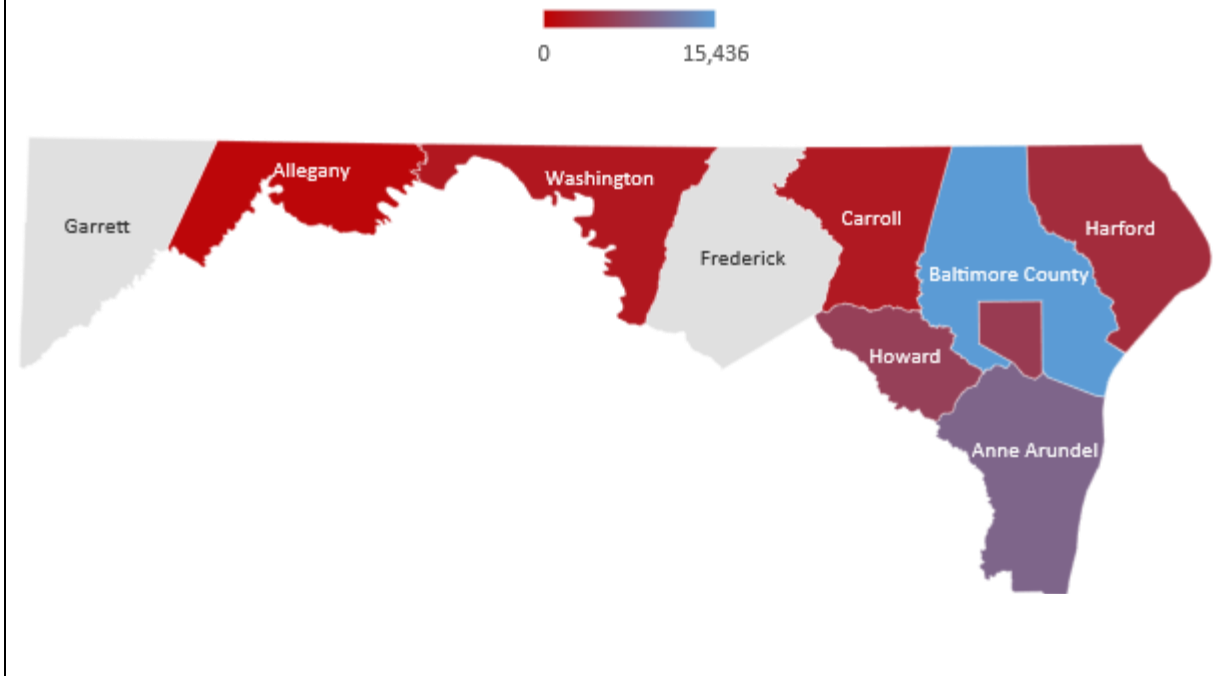 0
15,436
Allegany
Washington
Garrett
Carroll
Harford
Frederick
Baltimore County
Howard
Anne Arundel